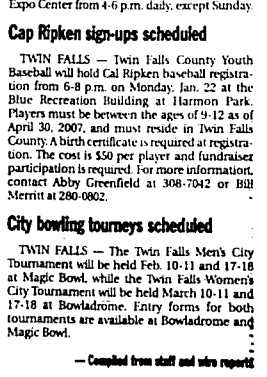 Expo Center from 4-6 p.m. daily, except Sunday.
Cap Ripken sign-ups scheduled
TWIN FALLS — Twin Falls County Youth
Baseball will hold Cal Ripken baseball registra-
tion from 6-8 p.m. on Monday, Jan. 22 at the
Blue Recreation Building at Harmon Park.
Players must be between the ages of 9-12 as of
April 30, 2007, and must reside in Twin Falls
County. A birth certificate is required at registra-
tion. The cost is $50 per player and fundraiser
participation is required. For more information,
contact Abby Greenfield at 308-7042 or Bill
Merritt at 280-0802.
City bowling tourneys scheduled
TWIN FALLS — The Twin Falls Men's City
Tournament will be held Feb. 10-11 and 17-18
at Magic Bowl, while the Twin Falls Women's
City Tournament will be held March 10-11 and
17-18 at Bowladrome. Entry forms for both
tournaments are available at Bowladrome and
Magic Bowl.
— Compiled from staff and wire reports